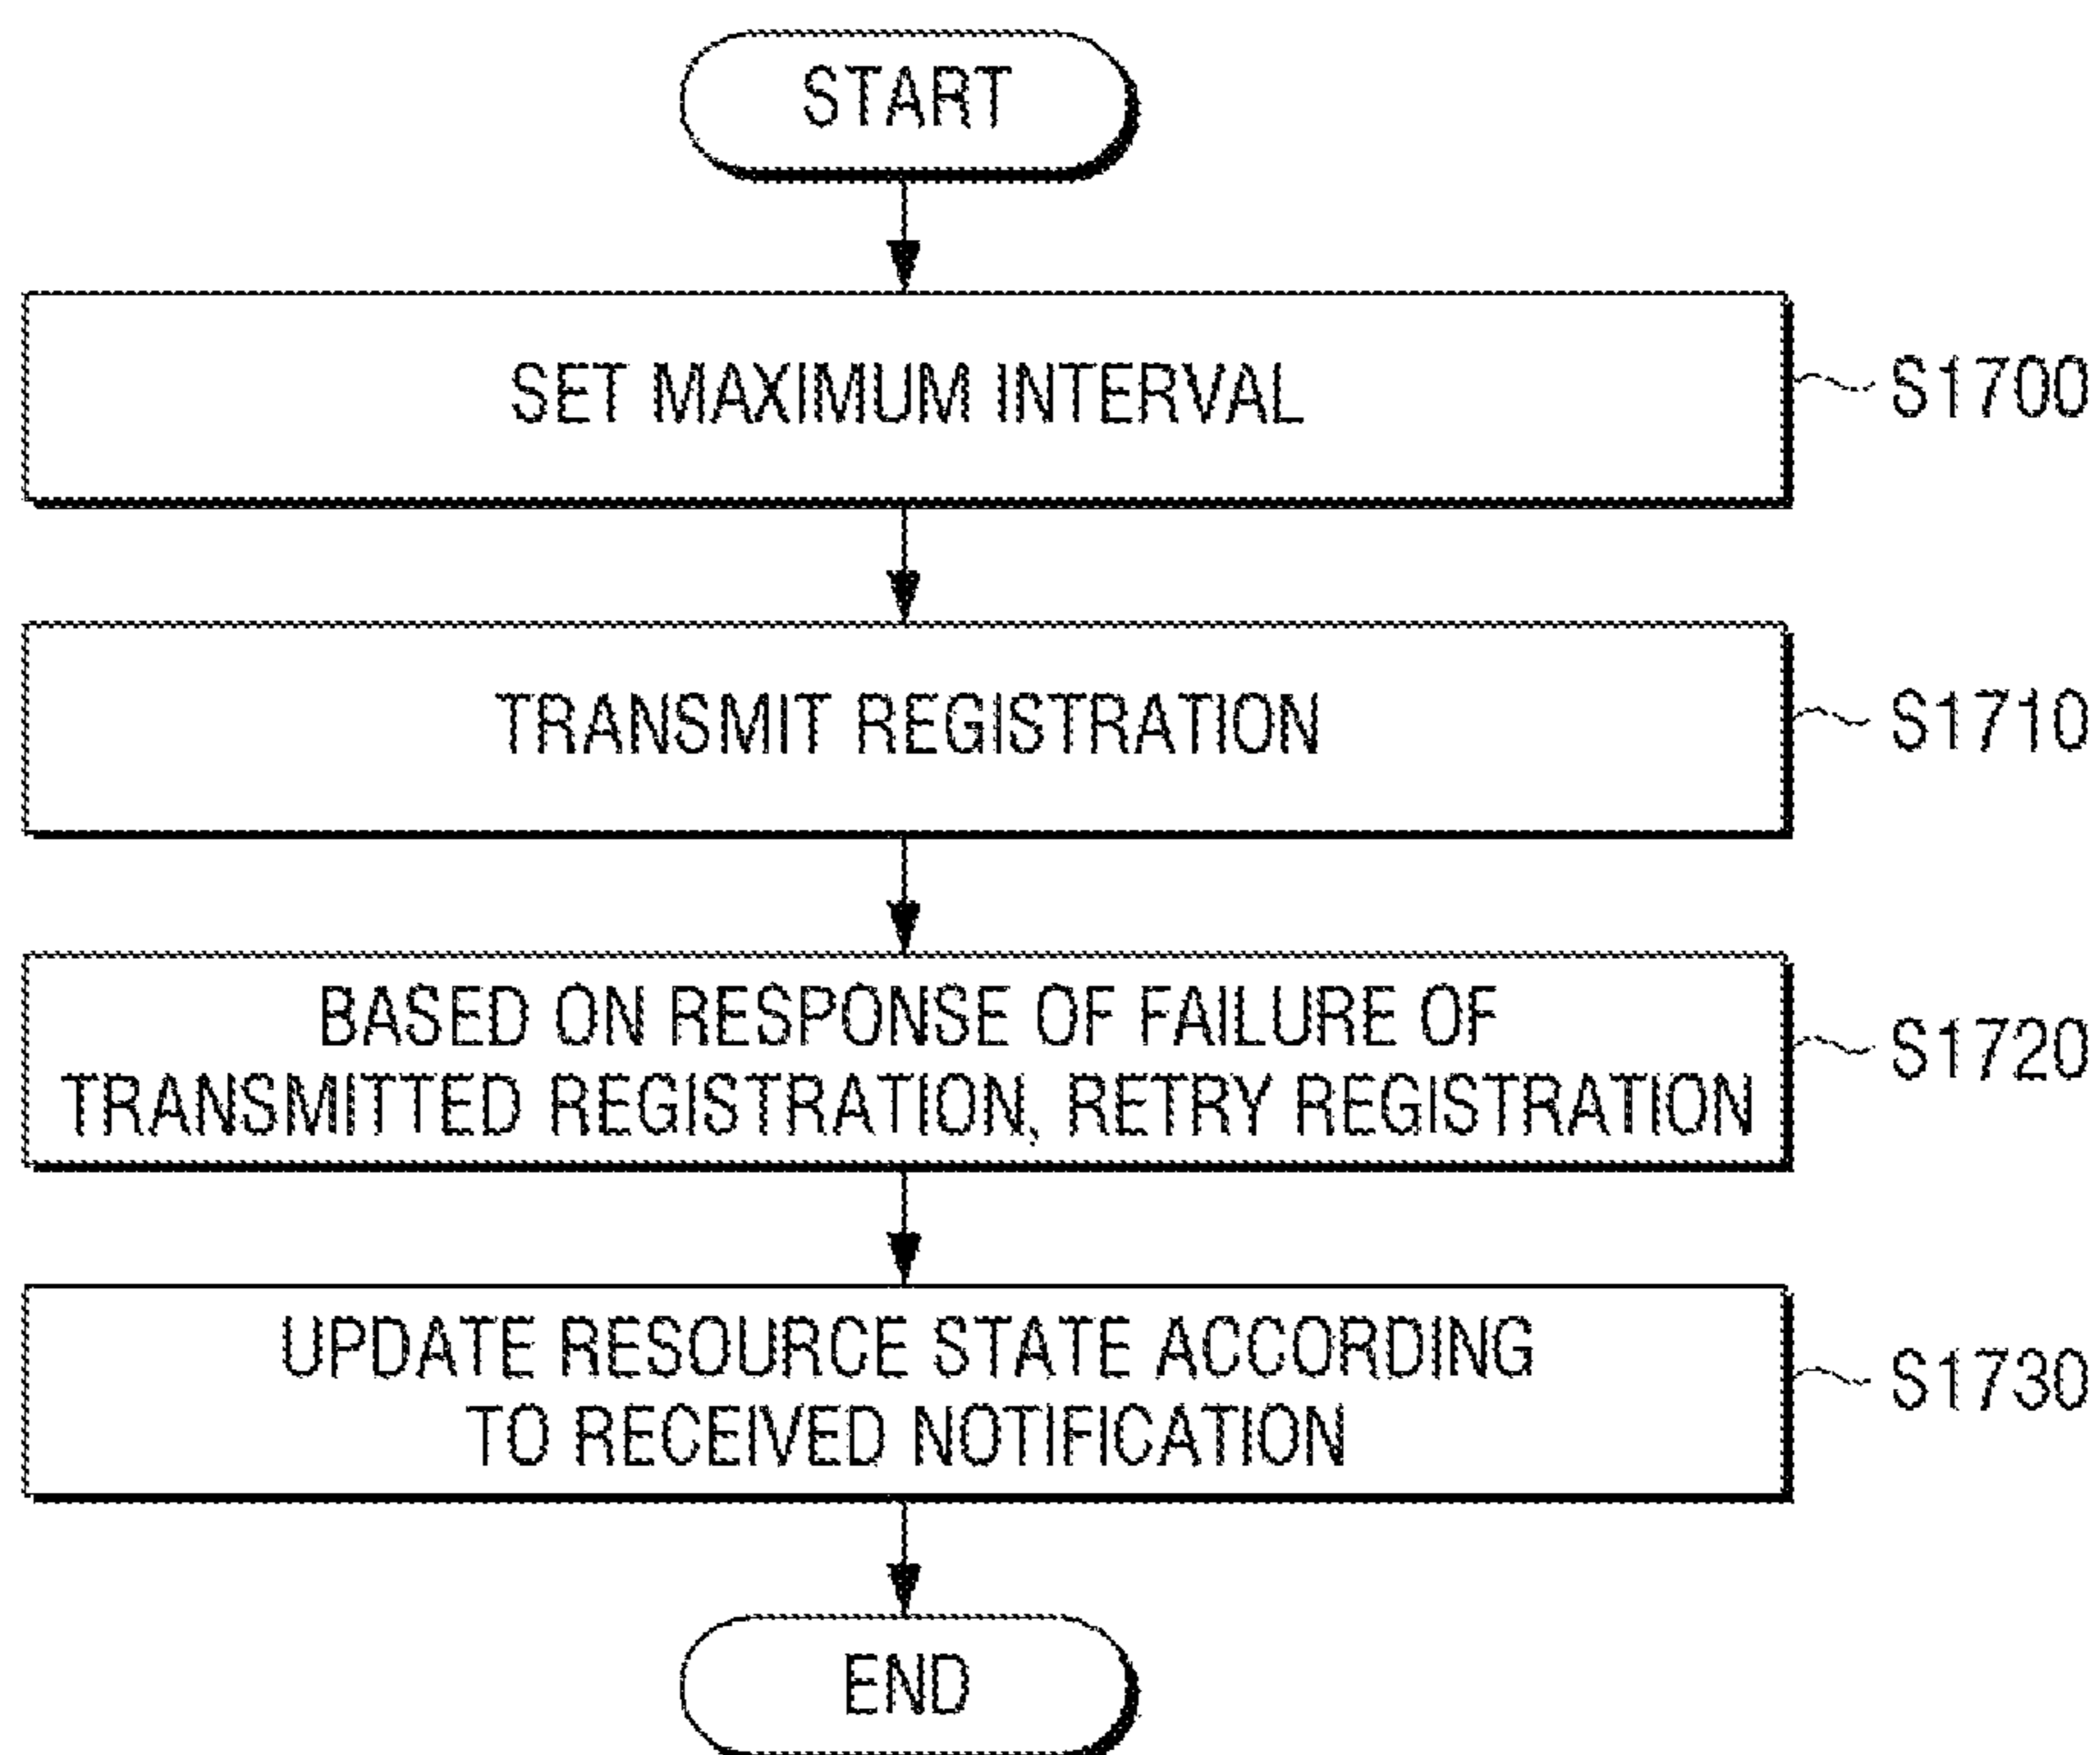 START
SET MAXIMUM INTERVAL
S1700
TRANSMIT REGISTRATION
S1710
BASED ON RESPONSE OF FAILURE OF
TRANSMITTED REGISTRATION, RETRY REGISTRATION
S1720
UPDATE RESOURCE STATE ACCORDING
TO RECEIVED NOTIFICATION
S1730
END